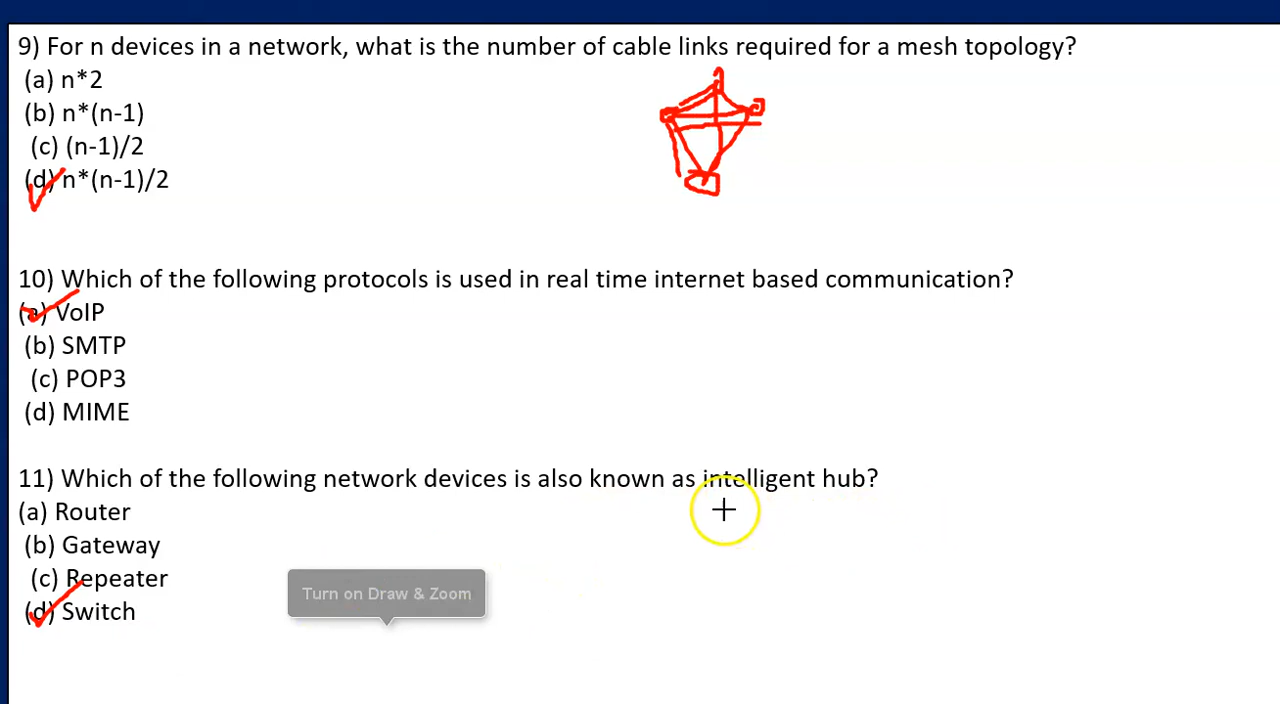 9) For n devices in a network, what is the number of cable links required for a mesh topology?
(a) n*2
(b) n*(n-1)
(c) (n-1)/2
(d) n*(n-1)/2
10) Which of the following protocols is used in real time internet based communication?
(a) VoIP
(b) SMTP
(c) POP3
(d) MIME
11) Which of the following network devices is also known as intelligent hub?
(a) Router
(b) Gateway
(c) Repeater
Turn on Draw & Zoom
(d) Switch